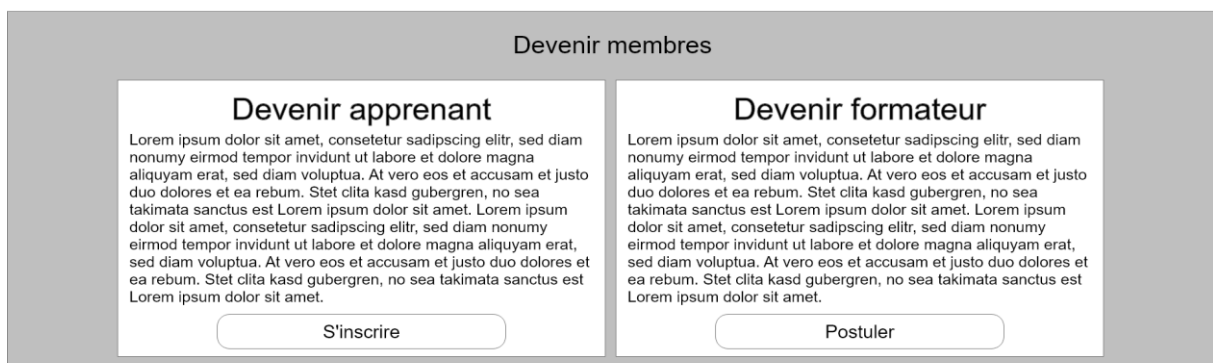 Devenir membres
Devenir apprenant
Lorem ipsum dolor sit amet, consetetur sadipscing elitr, sed diam
nonumy eirmod tempor invidunt ut labore et dolore magna
aliquyam erat, sed diam voluptua. At vero eos et accusam et justo
duo dolores et ea rebum. Stet clita kasd gubergren, no sea
takimata sanctus est Lorem ipsum dolor sit amet. Lorem ipsum
dolor sit amet, consetetur sadipscing elitr, sed diam nonumy
eirmod tempor invidunt ut labore et dolore magna aliquyam erat,
sed diam voluptua. At vero eos et accusam et justo duo dolores et
ea rebum. Stet clita kasd gubergren, no sea takimata sanctus est
Lorem ipsum dolor sit amet.
S'inscrire
Devenir formateur
Lorem ipsum dolor sit amet, consetetur sadipscing elitr, sed diam
nonumy eirmod tempor invidunt ut labore et dolore magna
aliquyam erat, sed diam voluptua. At vero eos et accusam et justo
duo dolores et ea rebum. Stet clita kasd gubergren, no sea
takimata sanctus est Lorem ipsum dolor sit amet. Lorem ipsum
dolor sit amet, consetetur sadipscing elitr, sed diam nonumy
eirmod tempor invidunt ut labore et dolore magna aliquyam erat,
sed diam voluptua. At vero eos et accusam et justo duo dolores et
ea rebum. Stet clita kasd gubergren, no sea takimata sanctus est
Lorem ipsum dolor sit amet.
Postuler